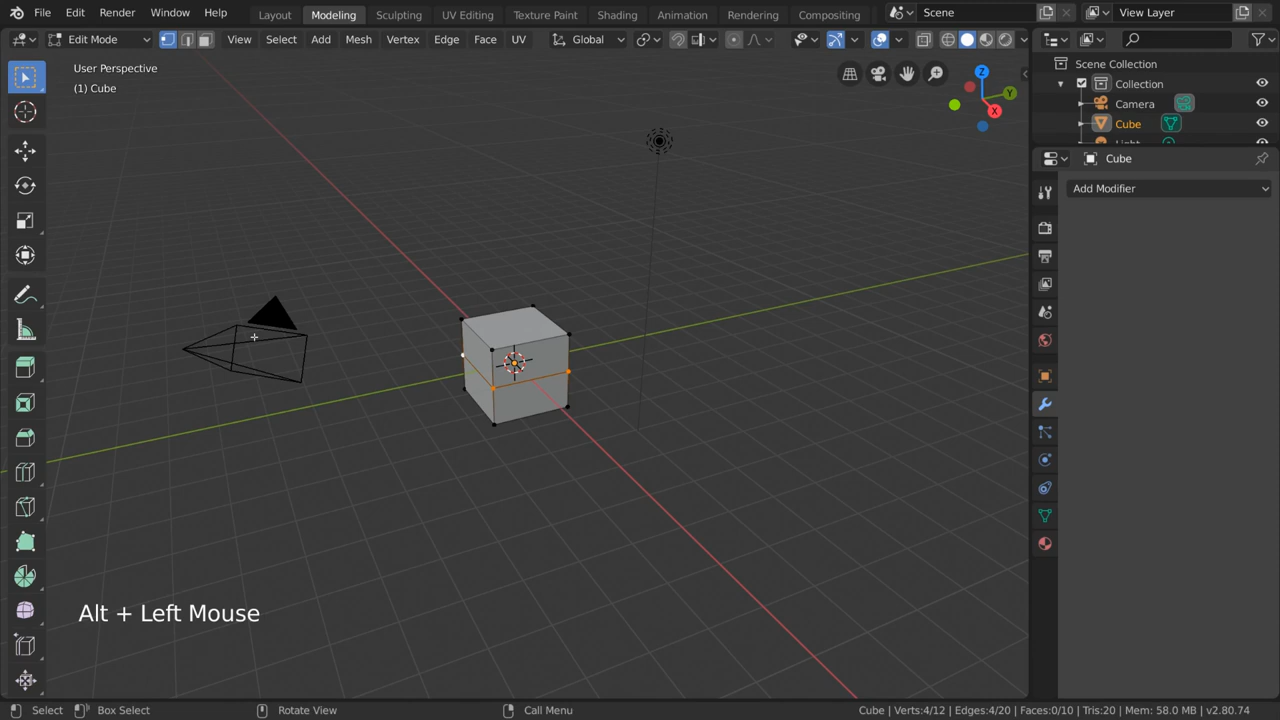 File Edit Render Window Help Layout Modeling Sculpting UV Editing Texture Paint Shading Animation Rendering Compositing Scene View Layer
Edit Mode View Select Add Mesh Vertex Edge Face UV Global
User Perspective
(1) Cube
Z
Y
X
Scene Collection
Collection
Camera
Cube
Light
Cube
Add Modifier
Alt + Left Mouse
Select Box Select Rotate View Call Menu Cube | Verts:4/12 | Edges:4/20 | Faces:0/10 | Tris:20 | Mem: 58.0 MB | v2.80.74